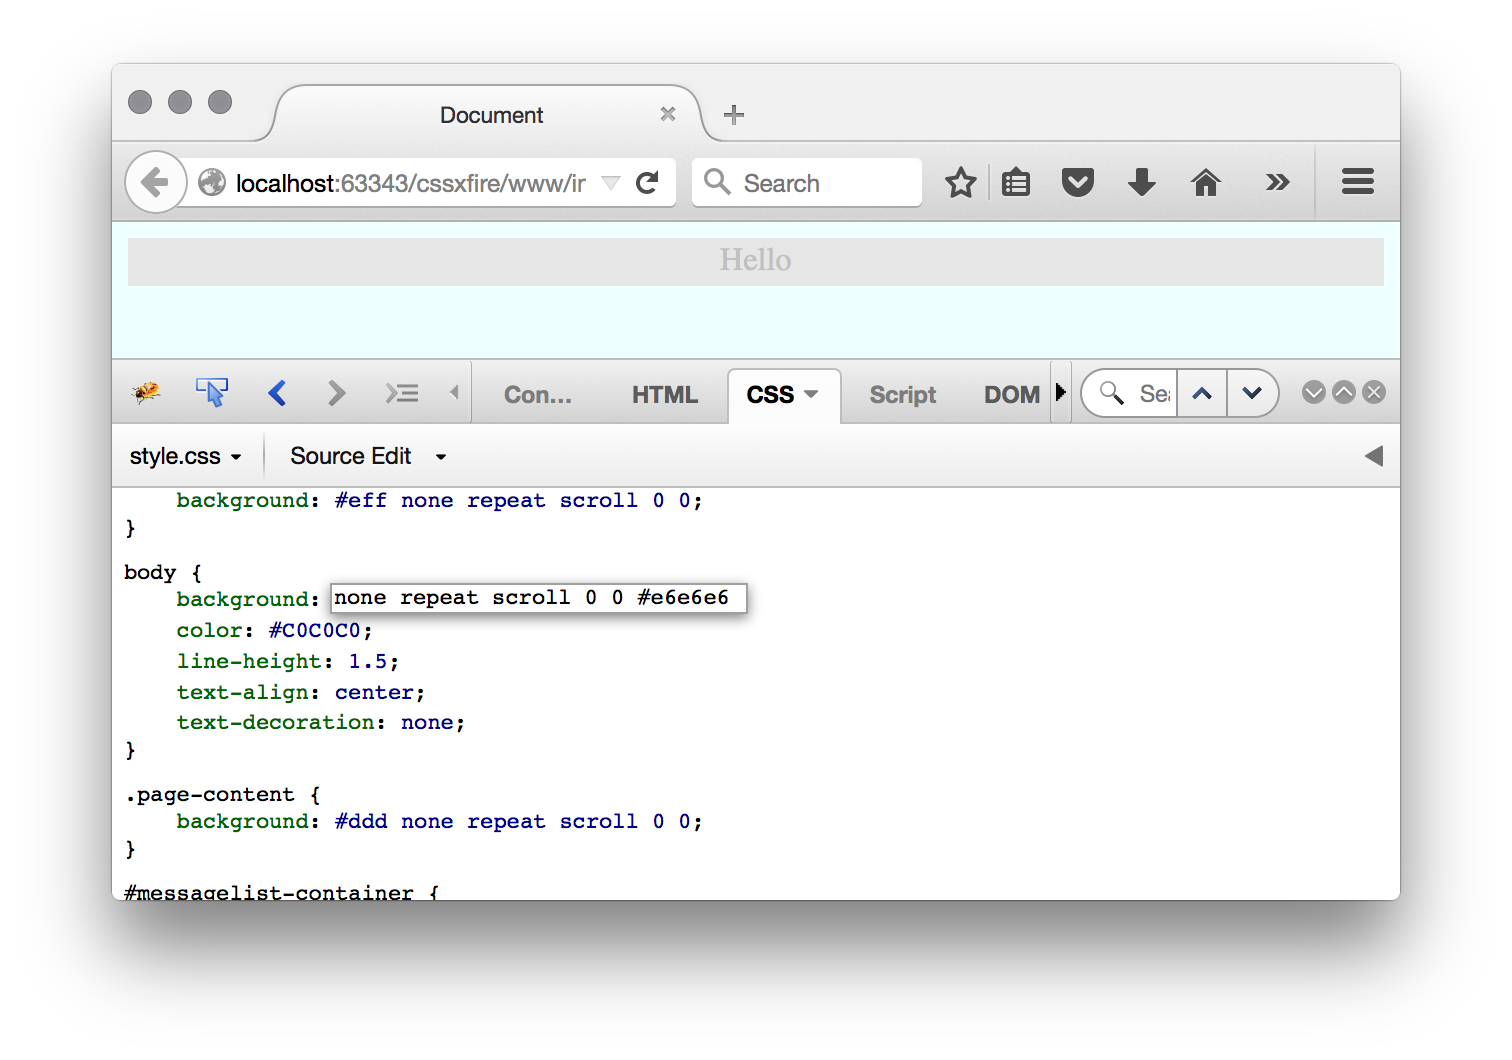 Document
localhost:63343/cssxfire/www/ir
Search
Hello
Con... HTML CSS Script DOM Sea
style.css Source Edit
background: #eff none repeat scroll 0 0;
}
body {
background: none repeat scroll 0 0 #e6e6e6
color: #C0C0C0;
line-height: 1.5;
text-align: center;
text-decoration: none;
}
.page-content {
background: #ddd none repeat scroll 0 0;
}
#messagelist-container {